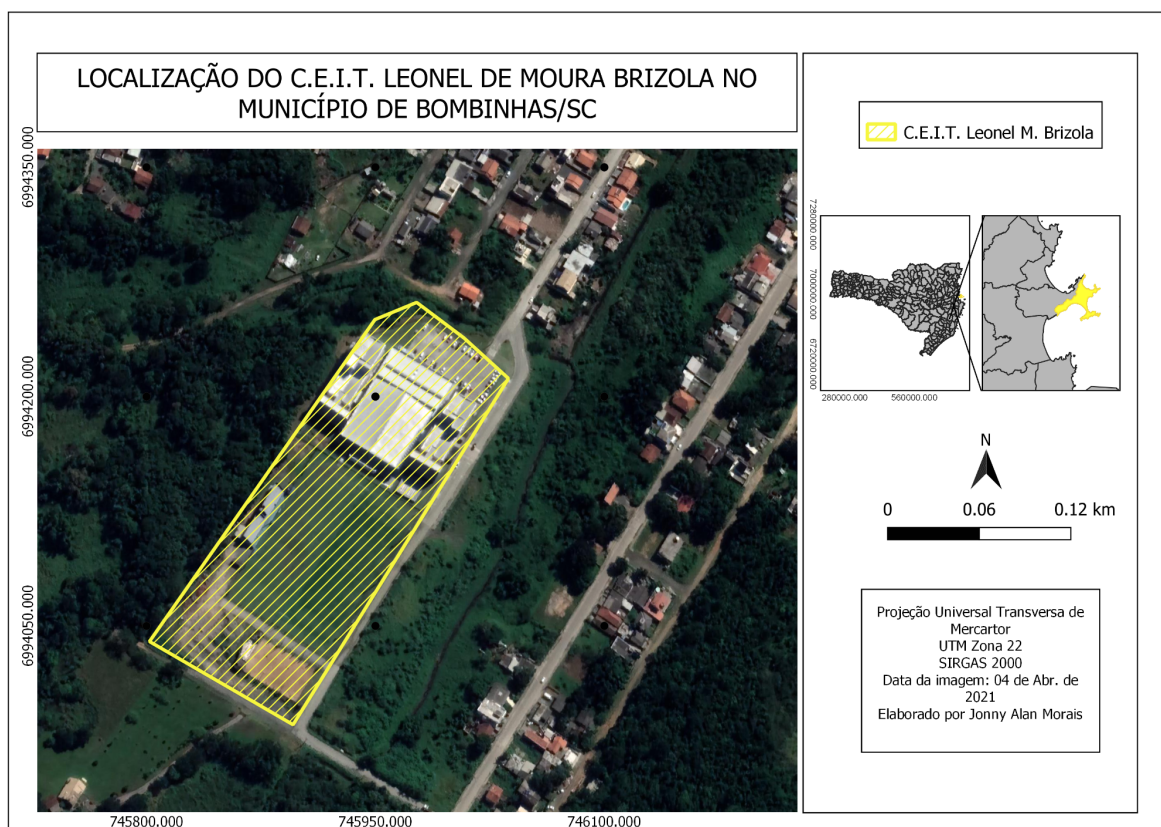 LOCALIZAÇÃO DO C.E.I.T. LEONEL DE MOURA BRIZOLA NO
MUNICÍPIO DE BOMBINHAS/SC
6994350.000
6994200.000
6994050.000
745800.000
745950.000
746100.000
C.E.I.T. Leonel M. Brizola
7280000.000
7000000.000
6720000.000
280000.000
560000.000
N
0 0.06 0.12 km
Projeção Universal Transversa de
Mercartor
UTM Zona 22
SIRGAS 2000
Data da imagem: 04 de Abr. de
2021
Elaborado por Jonny Alan Morais